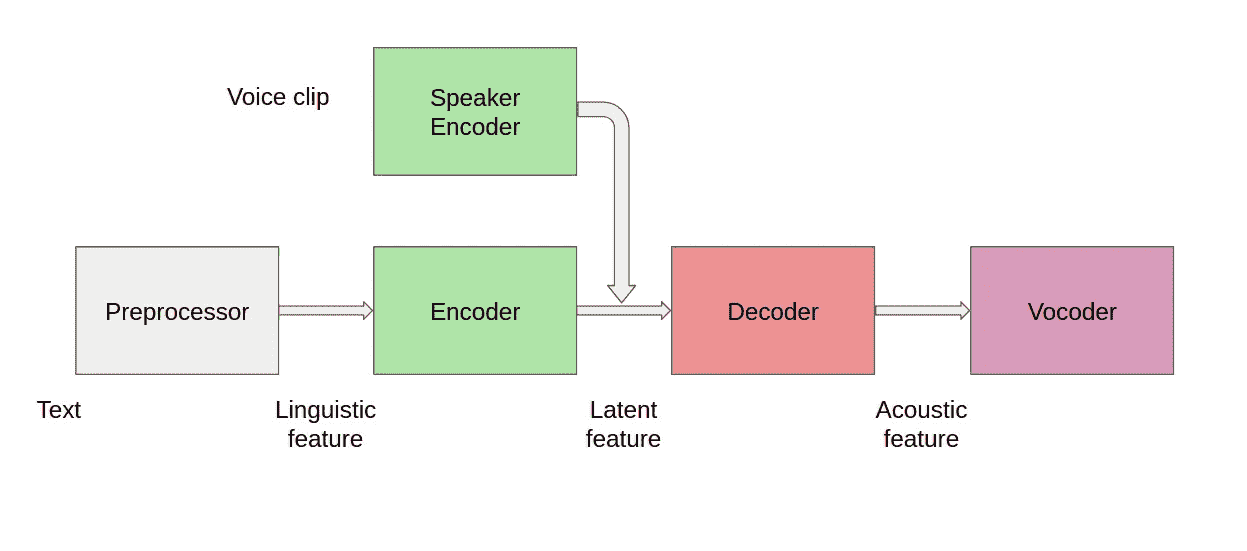 Voice clip
Speaker
Encoder
Preprocessor
Encoder
Decoder
Vocoder
Text
Linguistic
feature
Latent
feature
Acoustic
feature